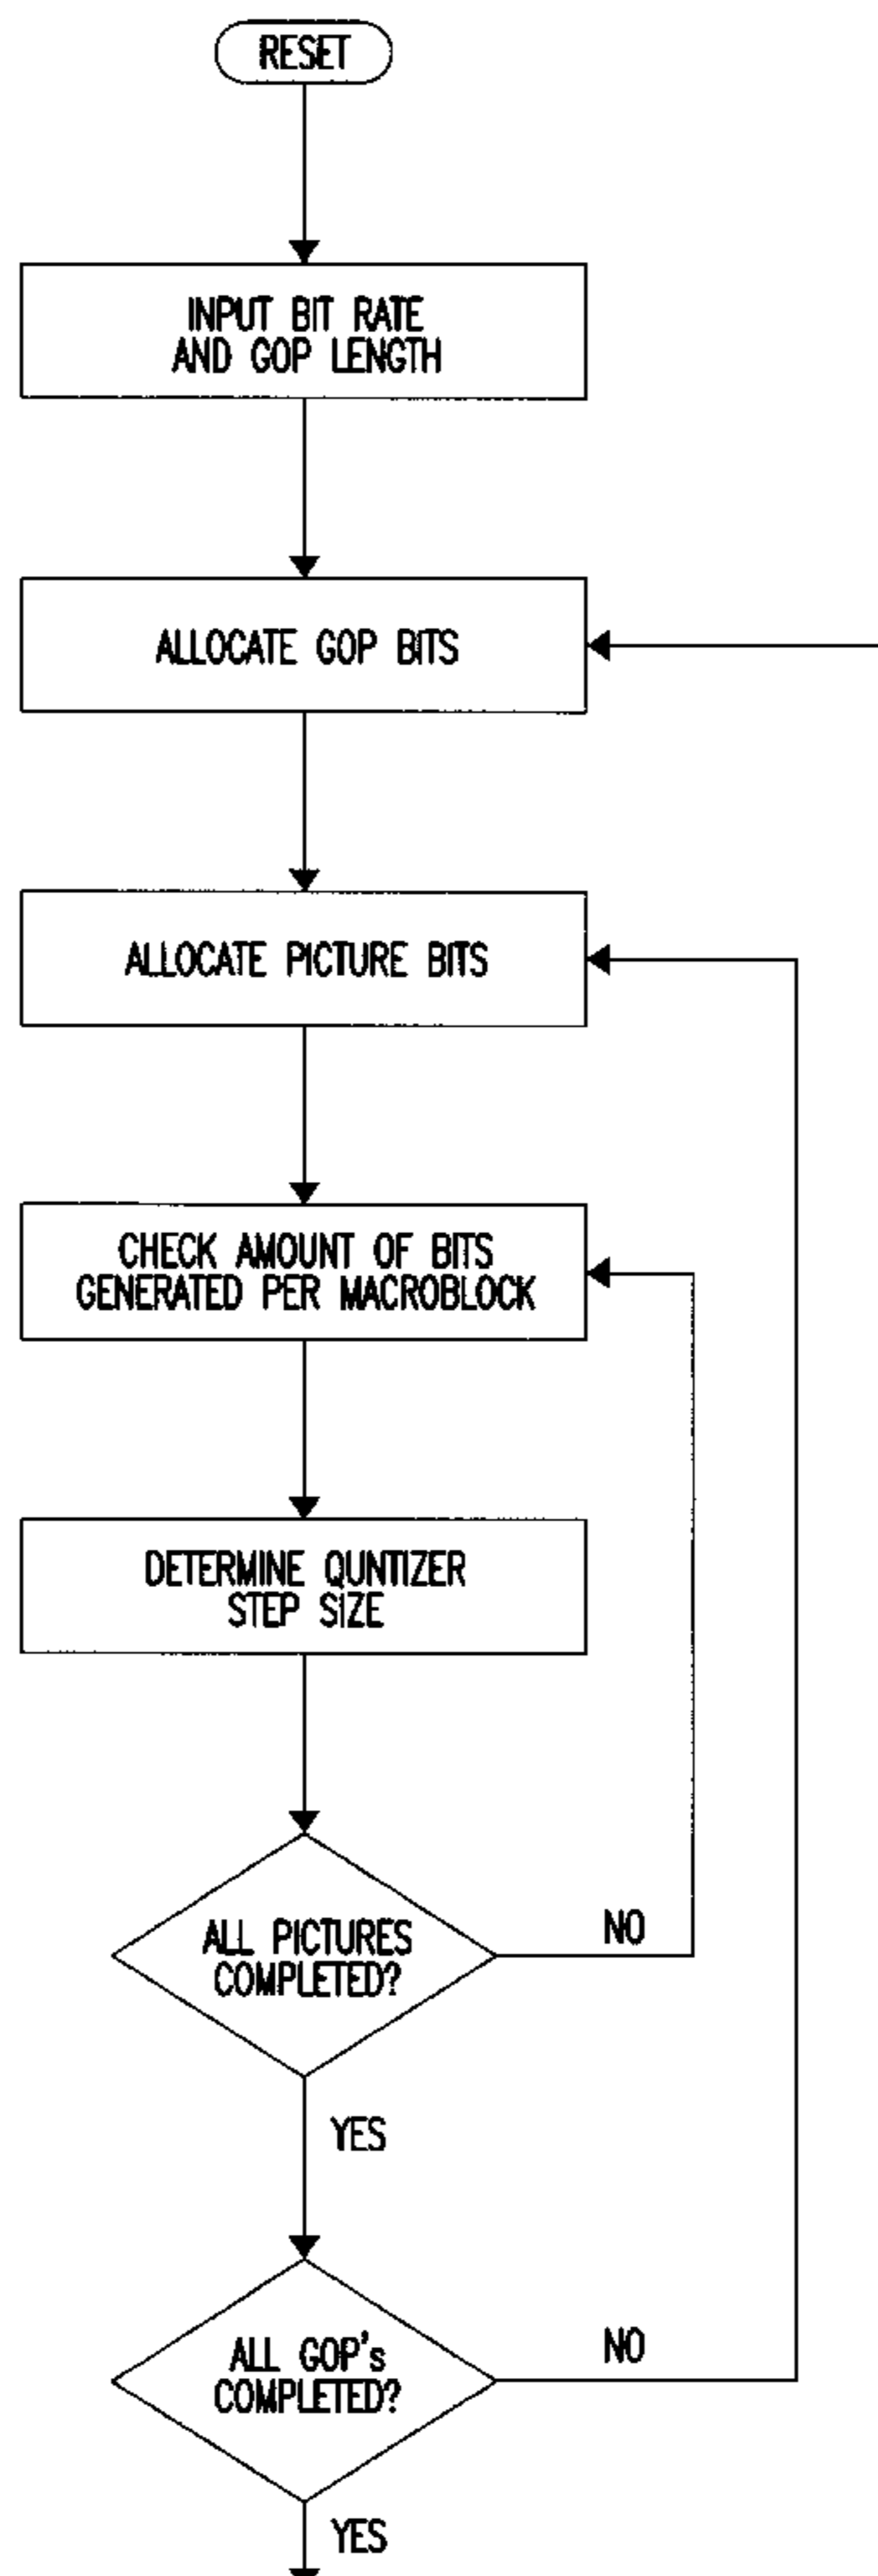 RESET
INPUT BIT RATE
AND GOP LENGTH
ALLOCATE GOP BITS
ALLOCATE PICTURE BITS
CHECK AMOUNT OF BITS
GENERATED PER MACROBLOCK
DETERMINE QUNTIZER
STEP SIZE
ALL PICTURES
COMPLETED?
NO
YES
ALL GOP's
COMPLETED?
NO
YES